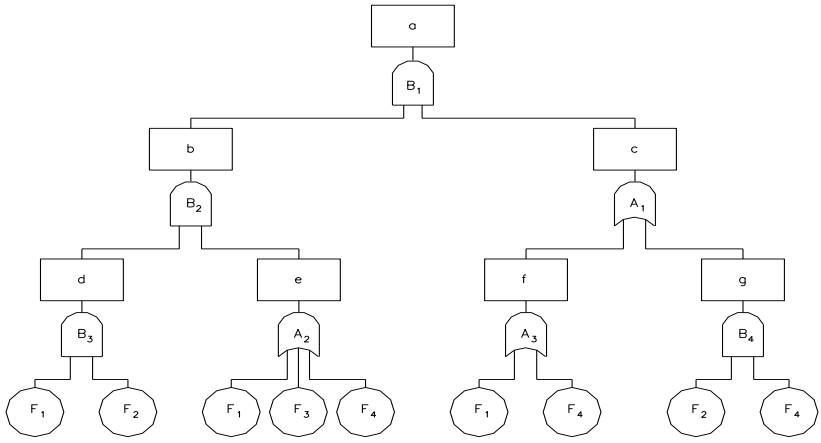 a
B₁
b
c
B₂
A₁
d
e
f
g
B₃
A₂
A₃
B₄
F₁
F₂
F₁
F₃
F₄
F₁
F₄
F₂
F₄